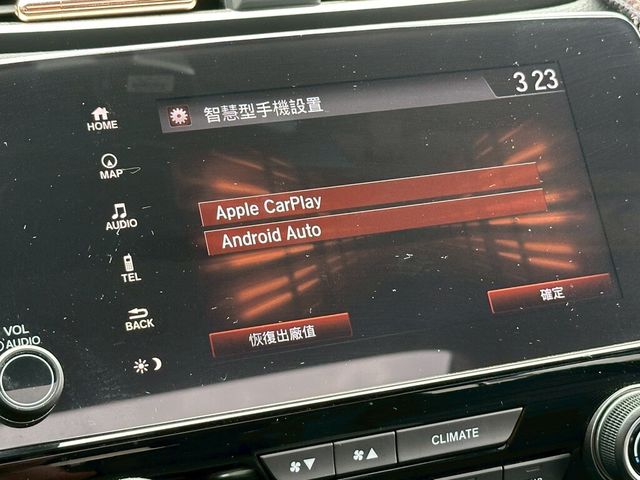 3 23
智慧型手機設置
HOME
MAP
Apple CarPlay
AUDIO
Android Auto
TEL
BACK
確定
恢復出廠值
VOL
AUDIO
CLIMATE